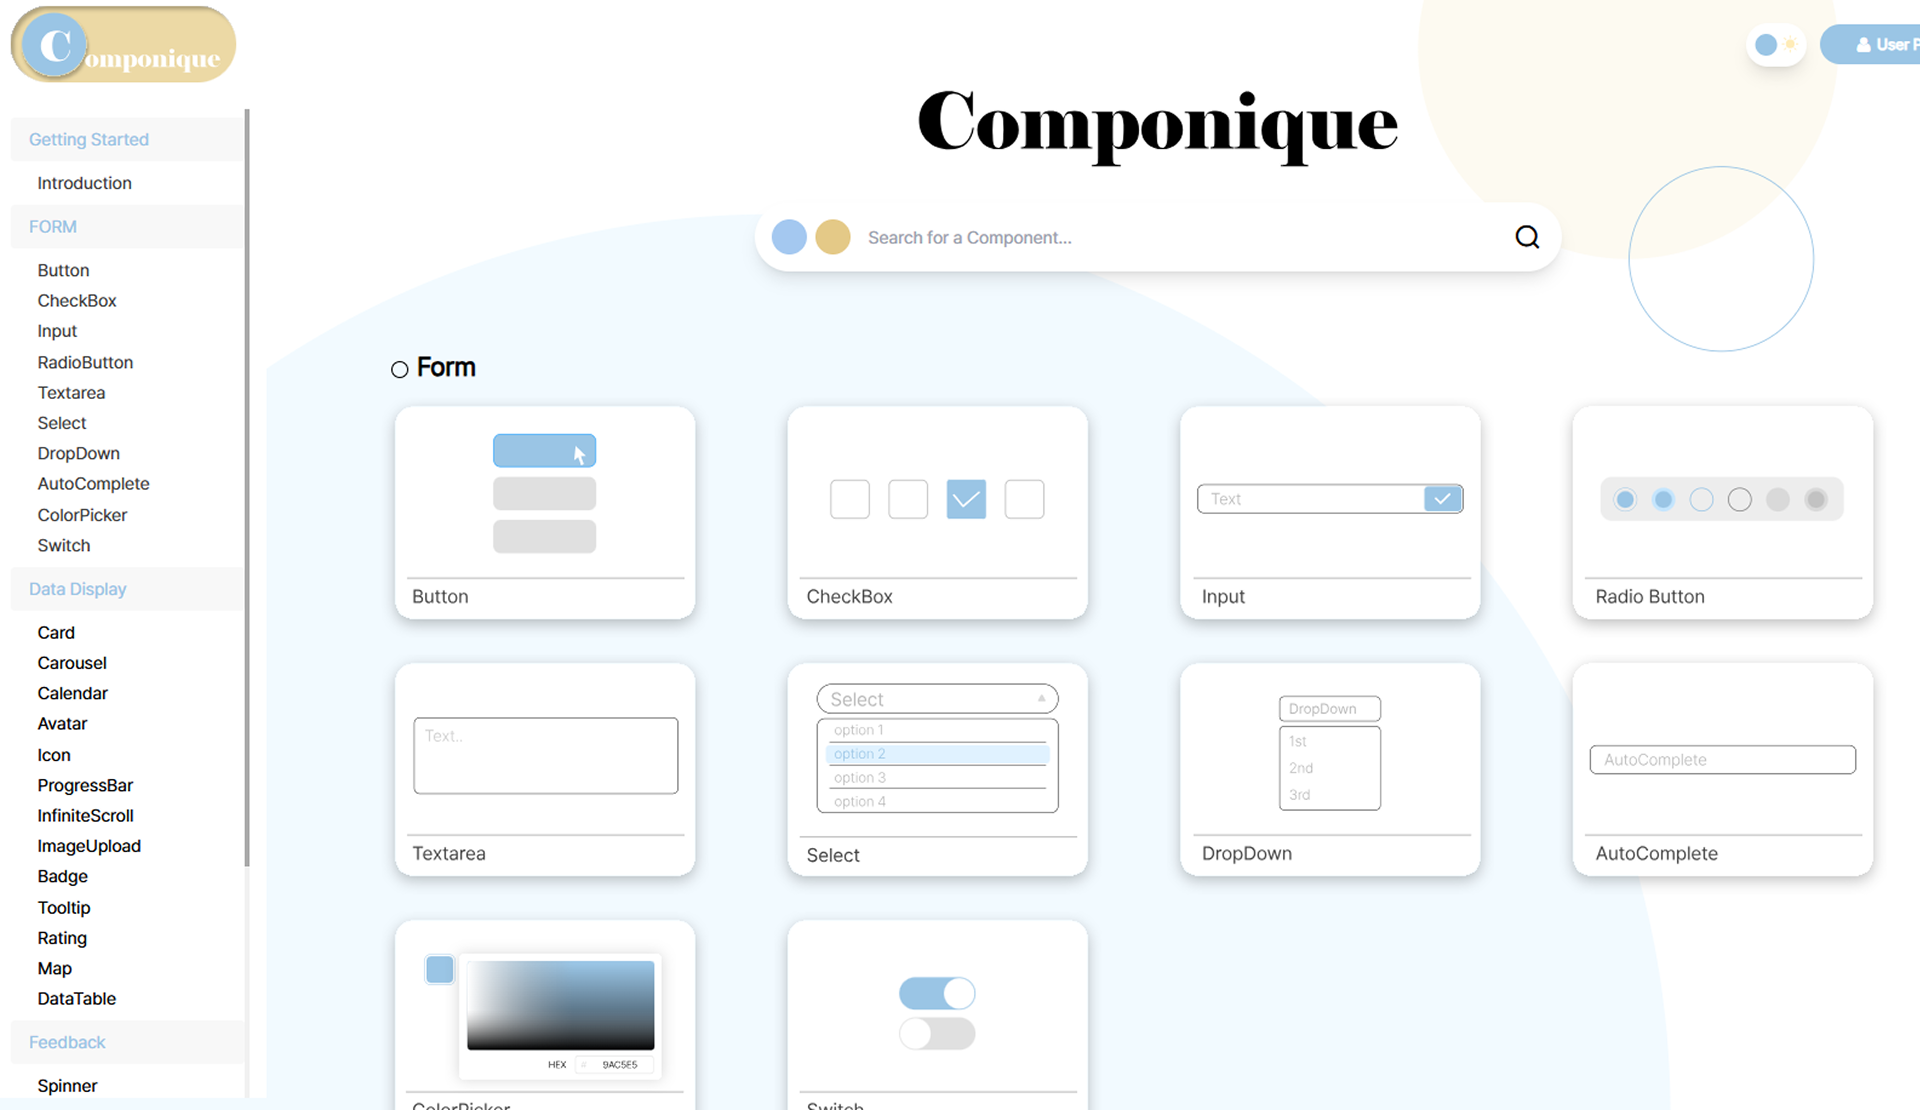 Componique
User P
Getting Started
Introduction
FORM
Button
CheckBox
Input
RadioButton
Textarea
Select
DropDown
AutoComplete
ColorPicker
Switch
Data Display
Card
Carousel
Calendar
Avatar
Icon
ProgressBar
InfiniteScroll
ImageUpload
Badge
Tooltip
Rating
Map
DataTable
Feedback
Spinner
Componique
Search for a Component...
Form
Button
CheckBox
Text
Input
Radio Button
Text..
Textarea
Select
option 1
option 2
option 3
option 4
Select
DropDown
1st
2nd
3rd
DropDown
AutoComplete
AutoComplete
HEX 9AC5E5
ColorPicker
Switch